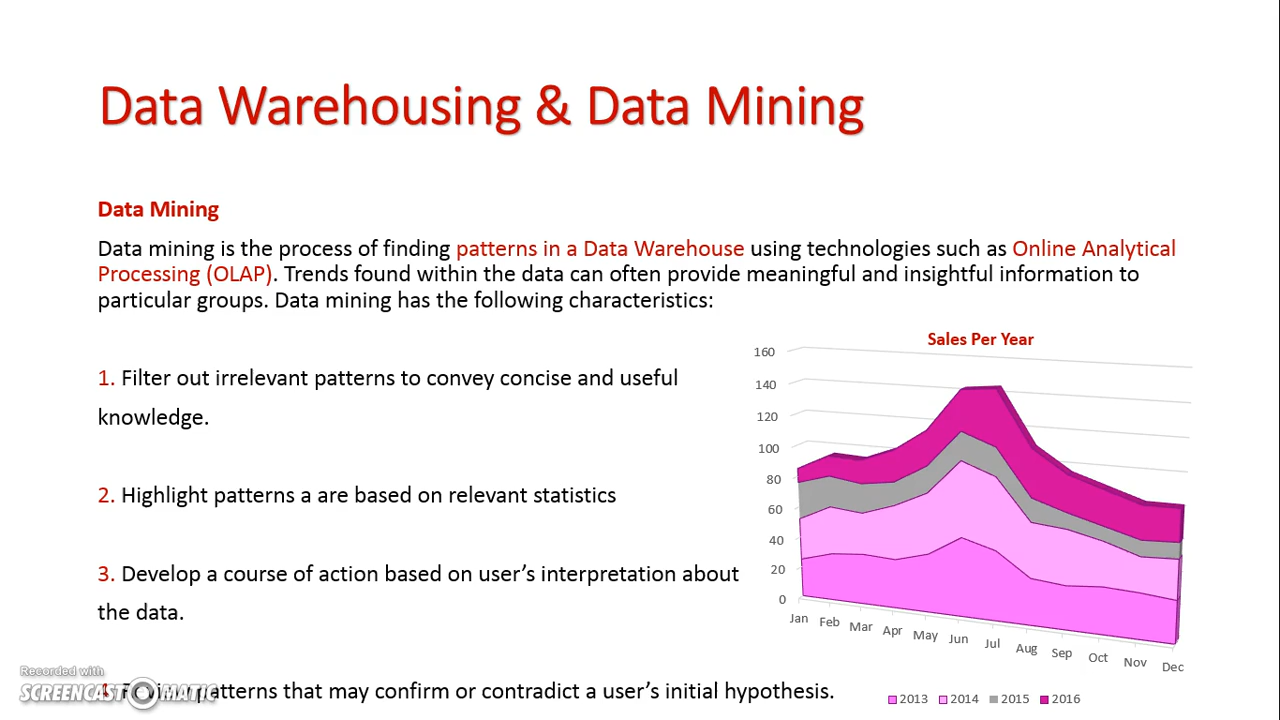 Data Warehousing & Data Mining
Data Mining
Data mining is the process of finding patterns in a Data Warehouse using technologies such as Online Analytical
Processing (OLAP). Trends found within the data can often provide meaningful and insightful information to
particular groups. Data mining has the following characteristics:
1. Filter out irrelevant patterns to convey concise and useful
knowledge.
2. Highlight patterns a are based on relevant statistics
3. Develop a course of action based on user's interpretation about
the data.
patterns that may confirm or contradict a user's initial hypothesis.
Sales Per Year
160
140
120
100
80
60
40
20
0
Jan Feb Mar Apr May Jun Jul Aug Sep Oct Nov Dec
2013 2014 2015 2016
Recorded with
SCREENCAST MATIC